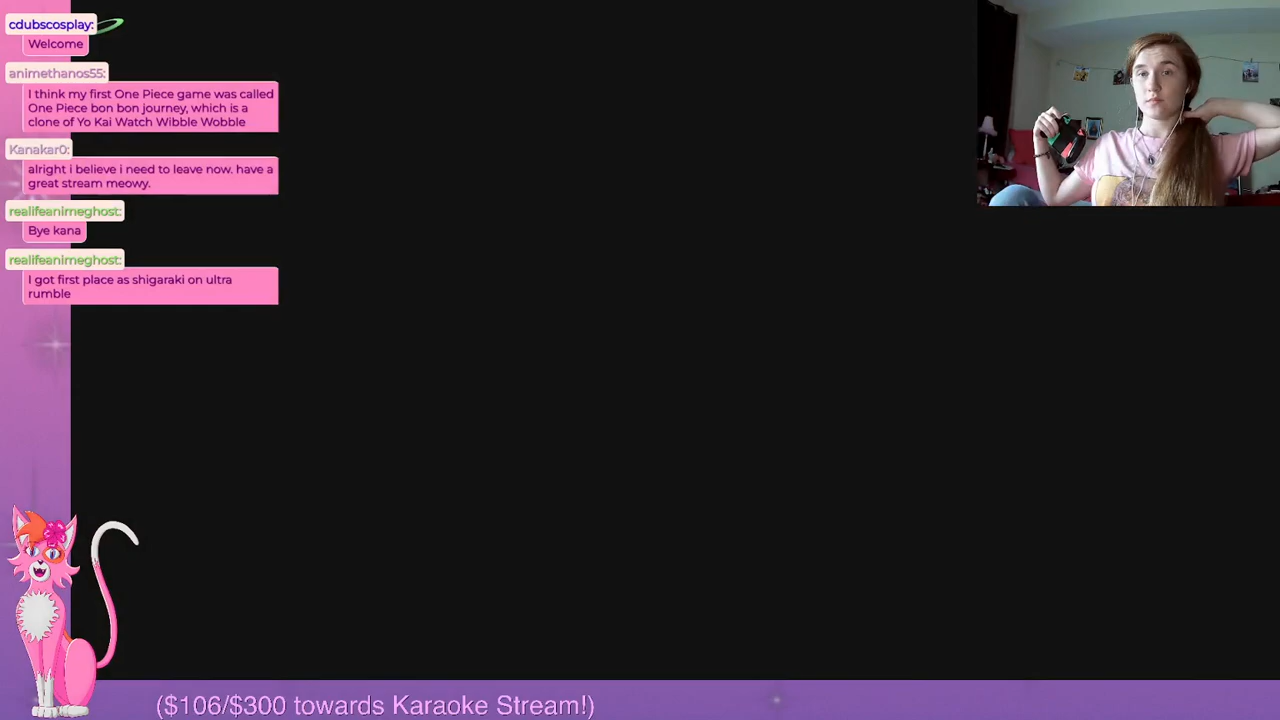 cdubscosplay:
Welcome
animethanos55:
I think my first One Piece game was called
One Piece bon bon journey, which is a
clone of Yo Kai Watch Wibble Wobble
Kanakar0:
alright i believe i need to leave now. have a
great stream meowy.
realifeanimeghost:
Bye kana
realifeanimeghost:
I got first place as shigaraki on ultra
rumble
($106/$300 towards Karaoke Stream!)